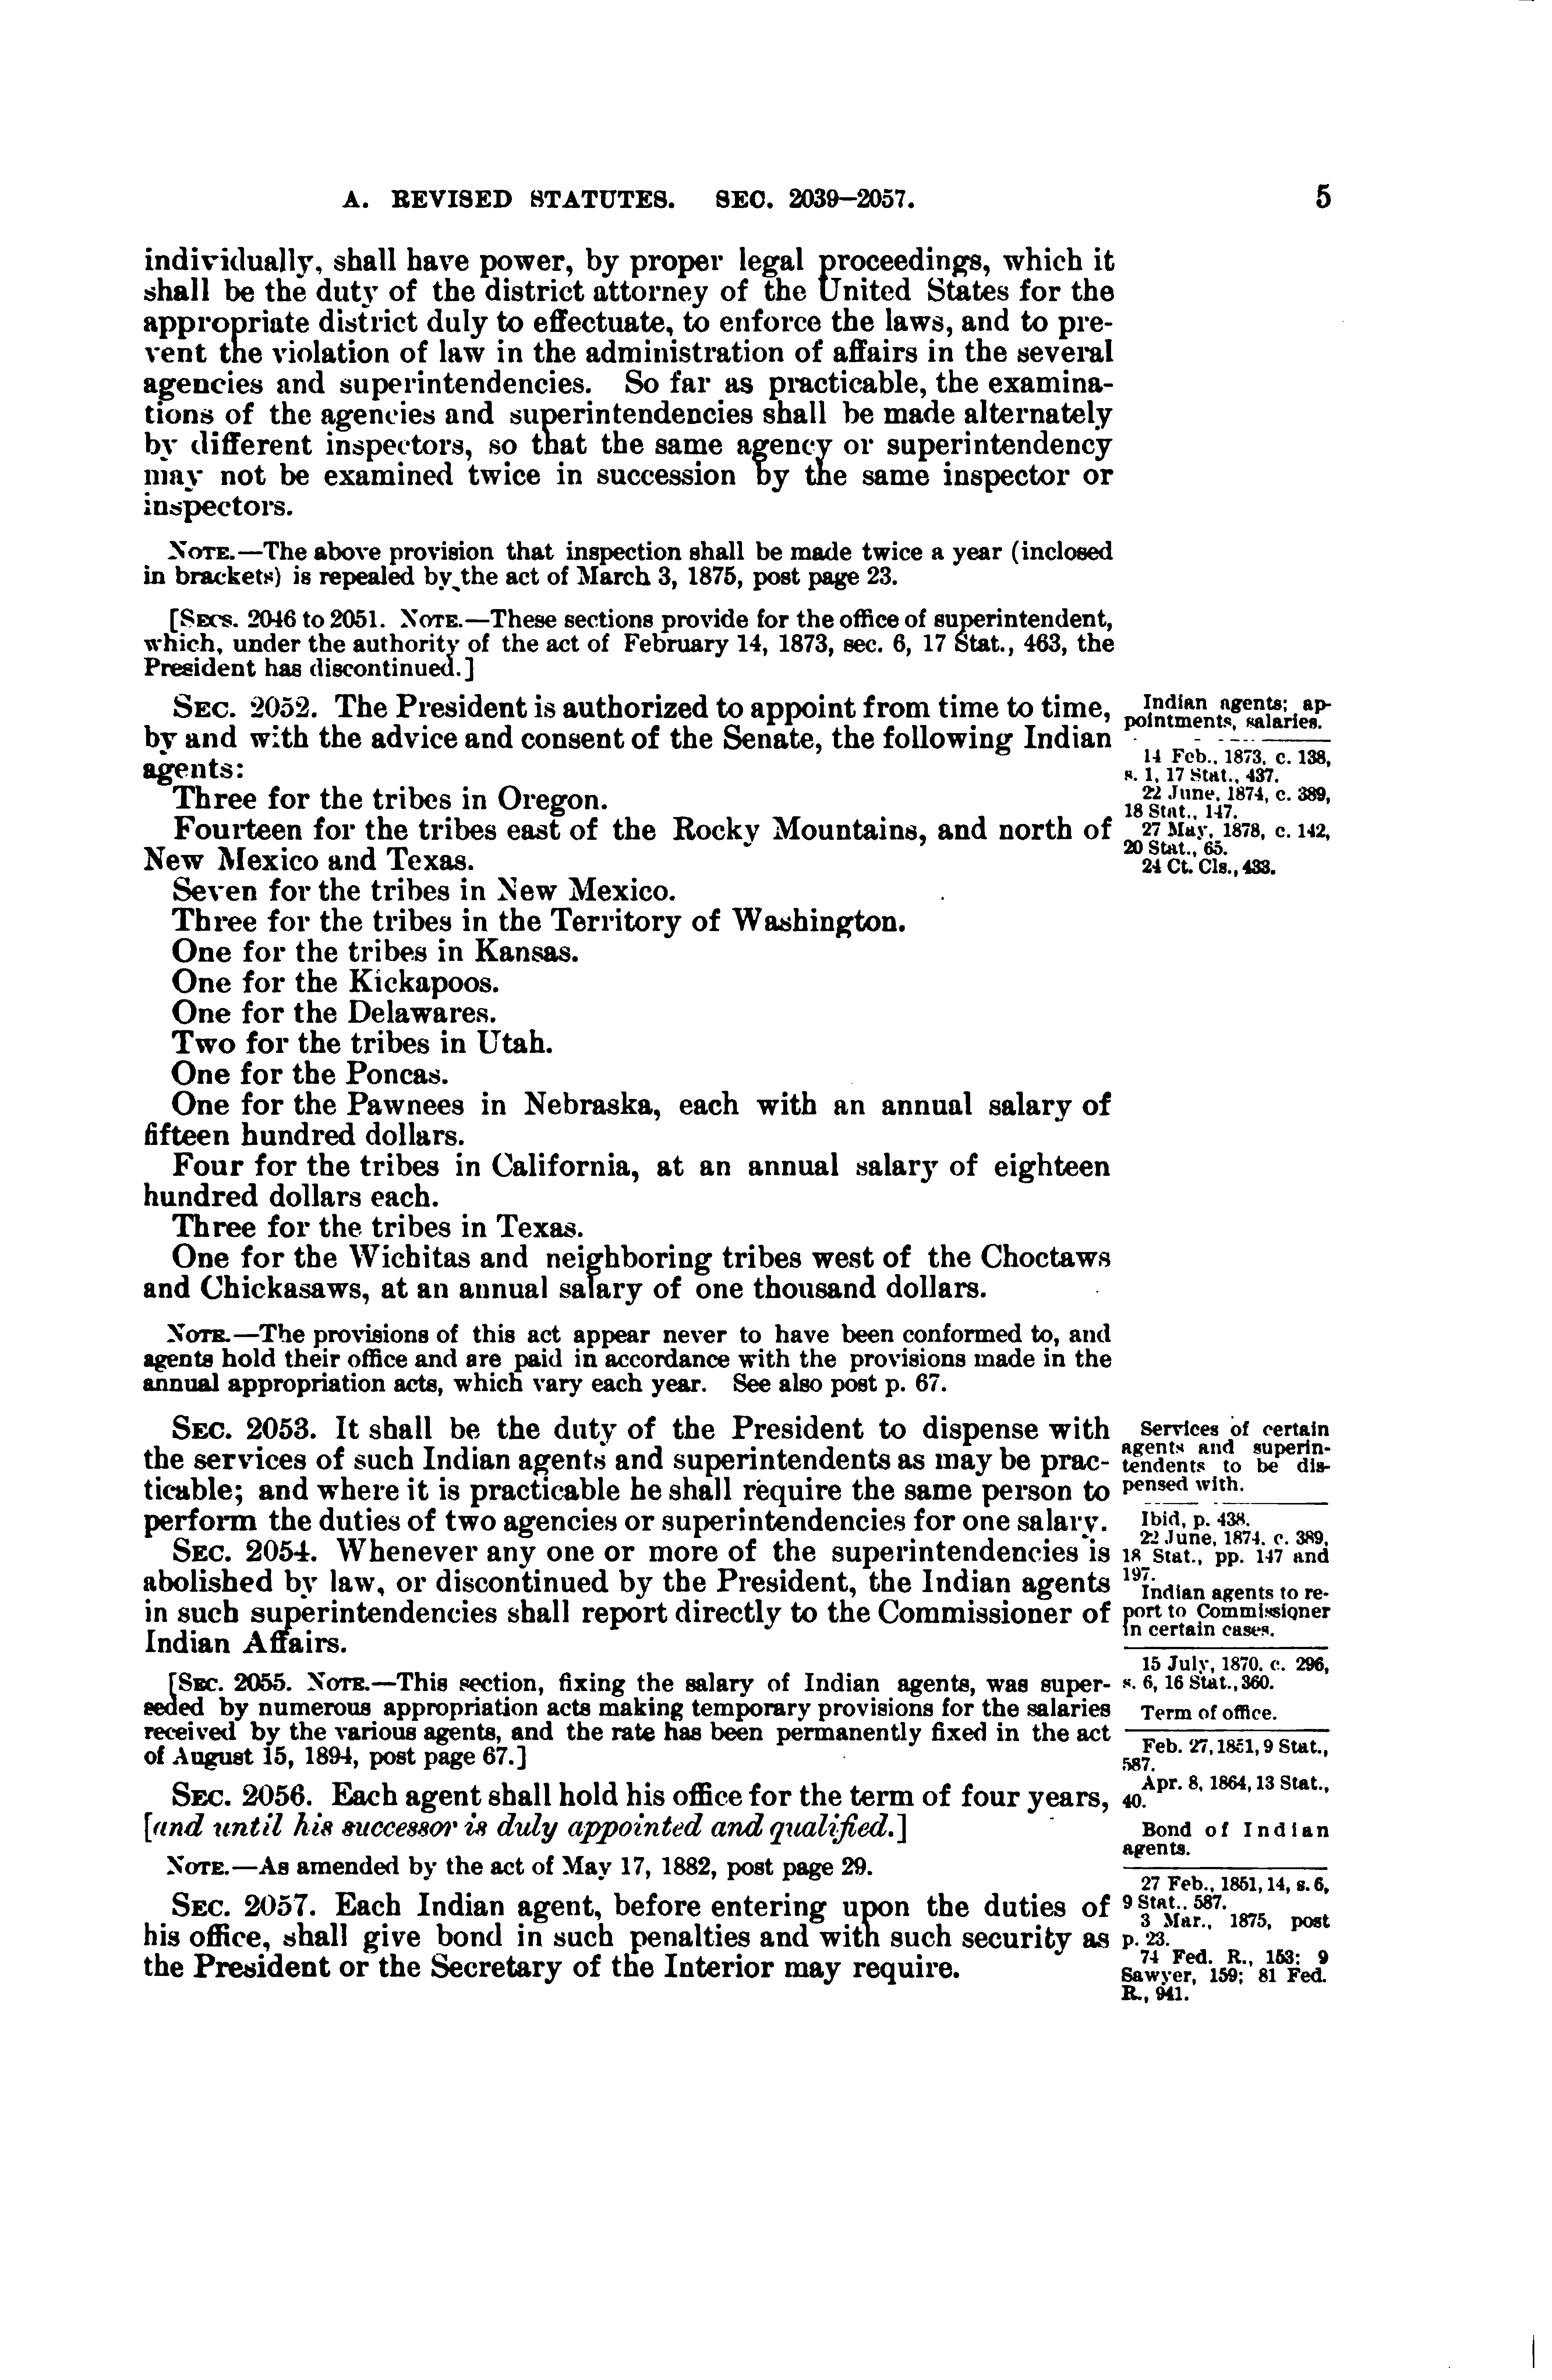 A. REVISED STATUTES. SEC. 2039–2057. 5
individually, shall have power, by proper legal proceedings, which it
shall be the duty of the district attorney of the United States for the
appropriate district duly to effectuate, to enforce the laws, and to pre-
vent the violation of law in the administration of affairs in the several
agencies and superintendencies. So far as practicable, the examina-
tions of the agencies and superintendencies shall be made alternately
by different inspectors, so that the same agency or superintendency
may not be examined twice in succession by the same inspector or
inspectors.
NOTE.—The above provision that inspection shall be made twice a year (inclosed
in brackets) is repealed by the act of March 3, 1875, post page 23.
[SECS. 2046 to 2051. NOTE.—These sections provide for the office of superintendent,
which, under the authority of the act of February 14, 1873, sec. 6, 17 Stat., 463, the
President has discontinued.]
SEC. 2052. The President is authorized to appoint from time to time,
by and with the advice and consent of the Senate, the following Indian
agents:
Three for the tribes in Oregon.
Fourteen for the tribes east of the Rocky Mountains, and north of
New Mexico and Texas.
Seven for the tribes in New Mexico.
Three for the tribes in the Territory of Washington.
One for the tribes in Kansas.
One for the Kickapoos.
One for the Delawares.
Two for the tribes in Utah.
One for the Poncas.
One for the Pawnees in Nebraska, each with an annual salary of
fifteen hundred dollars.
Four for the tribes in California, at an annual salary of eighteen
hundred dollars each.
Three for the tribes in Texas.
One for the Wichitas and neighboring tribes west of the Choctaws
and Chickasaws, at an annual salary of one thousand dollars.
NOTE.—The provisions of this act appear never to have been conformed to, and
agents hold their office and are paid in accordance with the provisions made in the
annual appropriation acts, which vary each year. See also post p. 67.
SEC. 2053. It shall be the duty of the President to dispense with
the services of such Indian agents and superintendents as may be prac-
ticable; and where it is practicable he shall require the same person to
perform the duties of two agencies or superintendencies for one salary.
SEC. 2054. Whenever any one or more of the superintendencies is
abolished by law, or discontinued by the President, the Indian agents
in such superintendencies shall report directly to the Commissioner of
Indian Affairs.
[SEC. 2055. NOTE.—This section, fixing the salary of Indian agents, was super-
seded by numerous appropriation acts making temporary provisions for the salaries
received by the various agents, and the rate has been permanently fixed in the act
of August 15, 1894, post page 67.]
SEC. 2056. Each agent shall hold his office for the term of four years,
[and until his successor is duly appointed and qualified.]
NOTE.—As amended by the act of May 17, 1882, post page 29.
SEC. 2057. Each Indian agent, before entering upon the duties of
his office, shall give bond in such penalties and with such security as
the President or the Secretary of the Interior may require.
Indian agents; ap-
pointments, salaries.
14 Feb., 1873, c. 138,
s. 1, 17 Stat., 437.
22 June, 1874, c. 389,
18 Stat., 147.
27 May, 1878, c. 142,
20 Stat., 65.
24 Ct. Cls., 433.
Services of certain
agents and superin-
tendents to be dis-
pensed with.
Ibid, p. 438.
22 June, 1874, c. 389,
18 Stat., pp. 147 and
197.
Indian agents to re-
port to Commissioner
in certain cases.
15 July, 1870, c. 296,
s. 6, 16 Stat., 360.
Term of office.
Feb. 27, 1851, 9 Stat.,
587.
Apr. 8, 1864, 13 Stat.,
40.
Bond of Indian
agents.
27 Feb., 1851, 14, s. 6,
9 Stat., 587.
3 Mar., 1875, post
p. 23.
74 Fed. R., 153; 9
Sawyer, 159; 81 Fed.
R., 941.